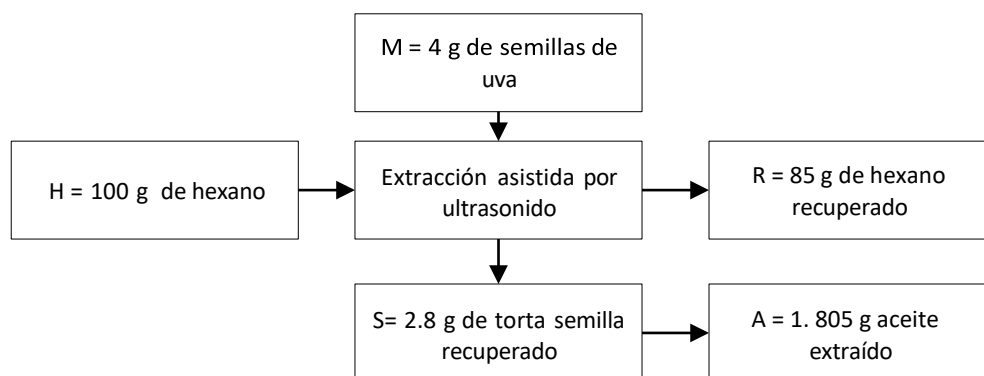 M = 4 g de semillas de
uva
H = 100 g de hexano
Extracción asistida por
ultrasonido
R = 85 g de hexano
recuperado
S= 2.8 g de torta semilla
recuperado
A = 1. 805 g aceite
extraído